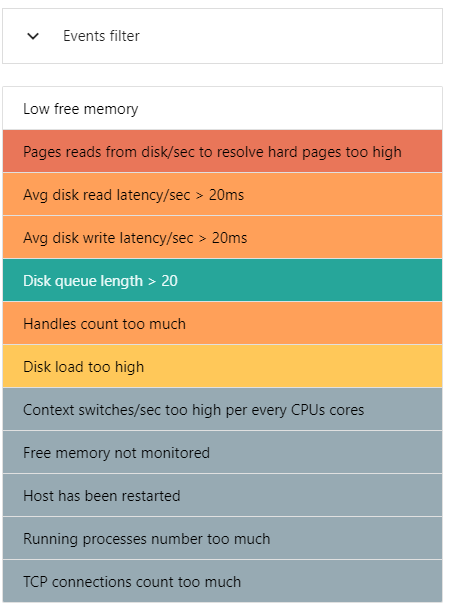 Events filter
Low free memory
Pages reads from disk/sec to resolve hard pages too high
Avg disk read latency/sec > 20ms
Avg disk write latency/sec > 20ms
Disk queue length > 20
Handles count too much
Disk load too high
Context switches/sec too high per every CPUs cores
Free memory not monitored
Host has been restarted
Running processes number too much
TCP connections count too much